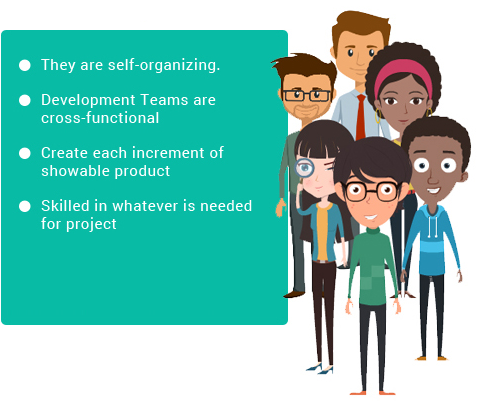 They are self-organizing.
Development Teams are
cross-functional
Create each increment of
showable product
Skilled in whatever is needed
for project